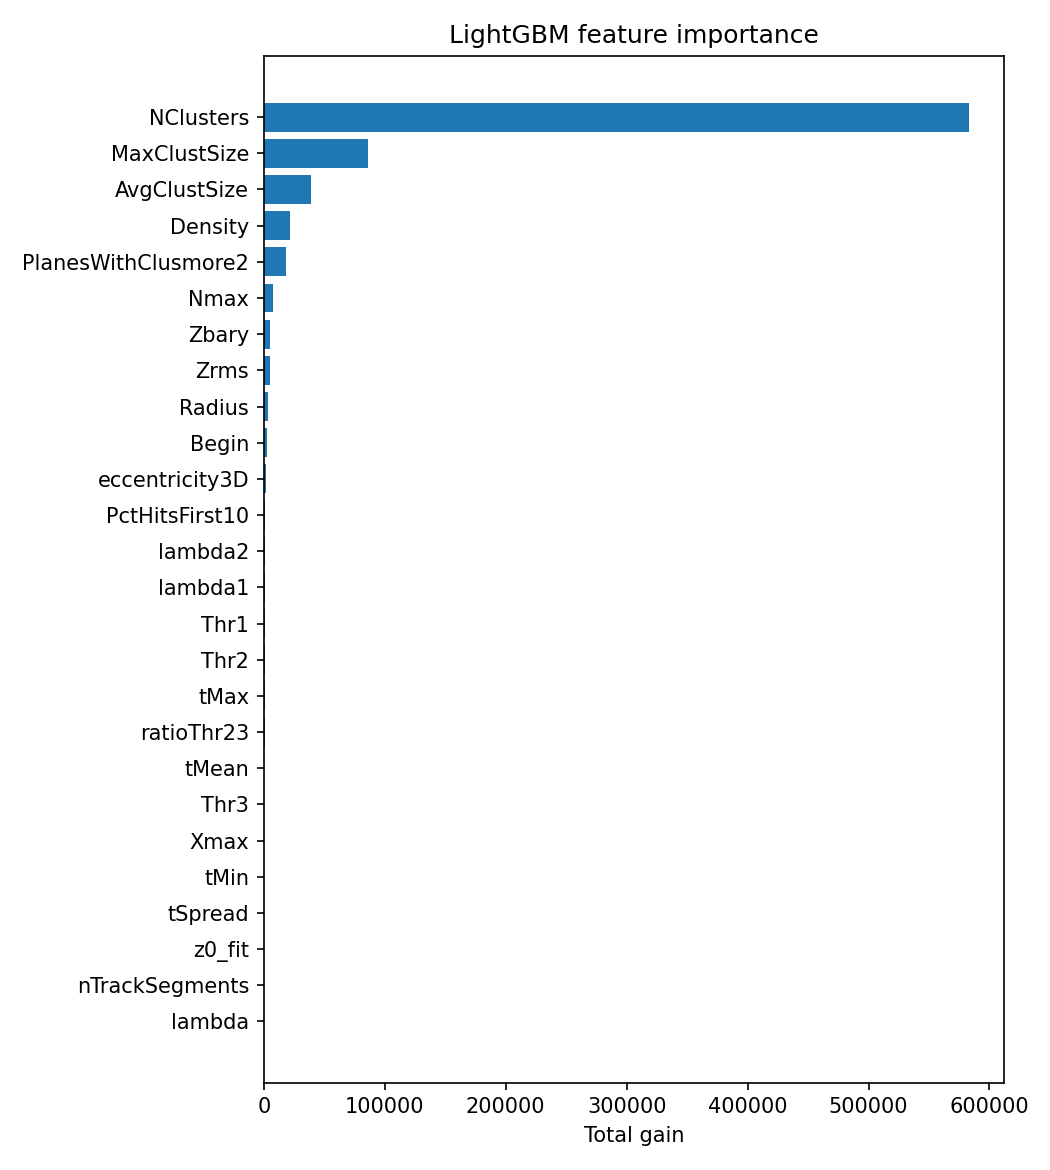 LightGBM feature importance
NClusters
MaxClustSize
AvgClustSize
Density
PlanesWithClusmore2
Nmax
Zbary
Zrms
Radius
Begin
eccentricity3D
PctHitsFirst10
lambda2
lambda1
Thr1
Thr2
tMax
ratioThr23
tMean
Thr3
Xmax
tMin
tSpread
z0_fit
nTrackSegments
lambda
0 100000 200000 300000 400000 500000 600000
Total gain